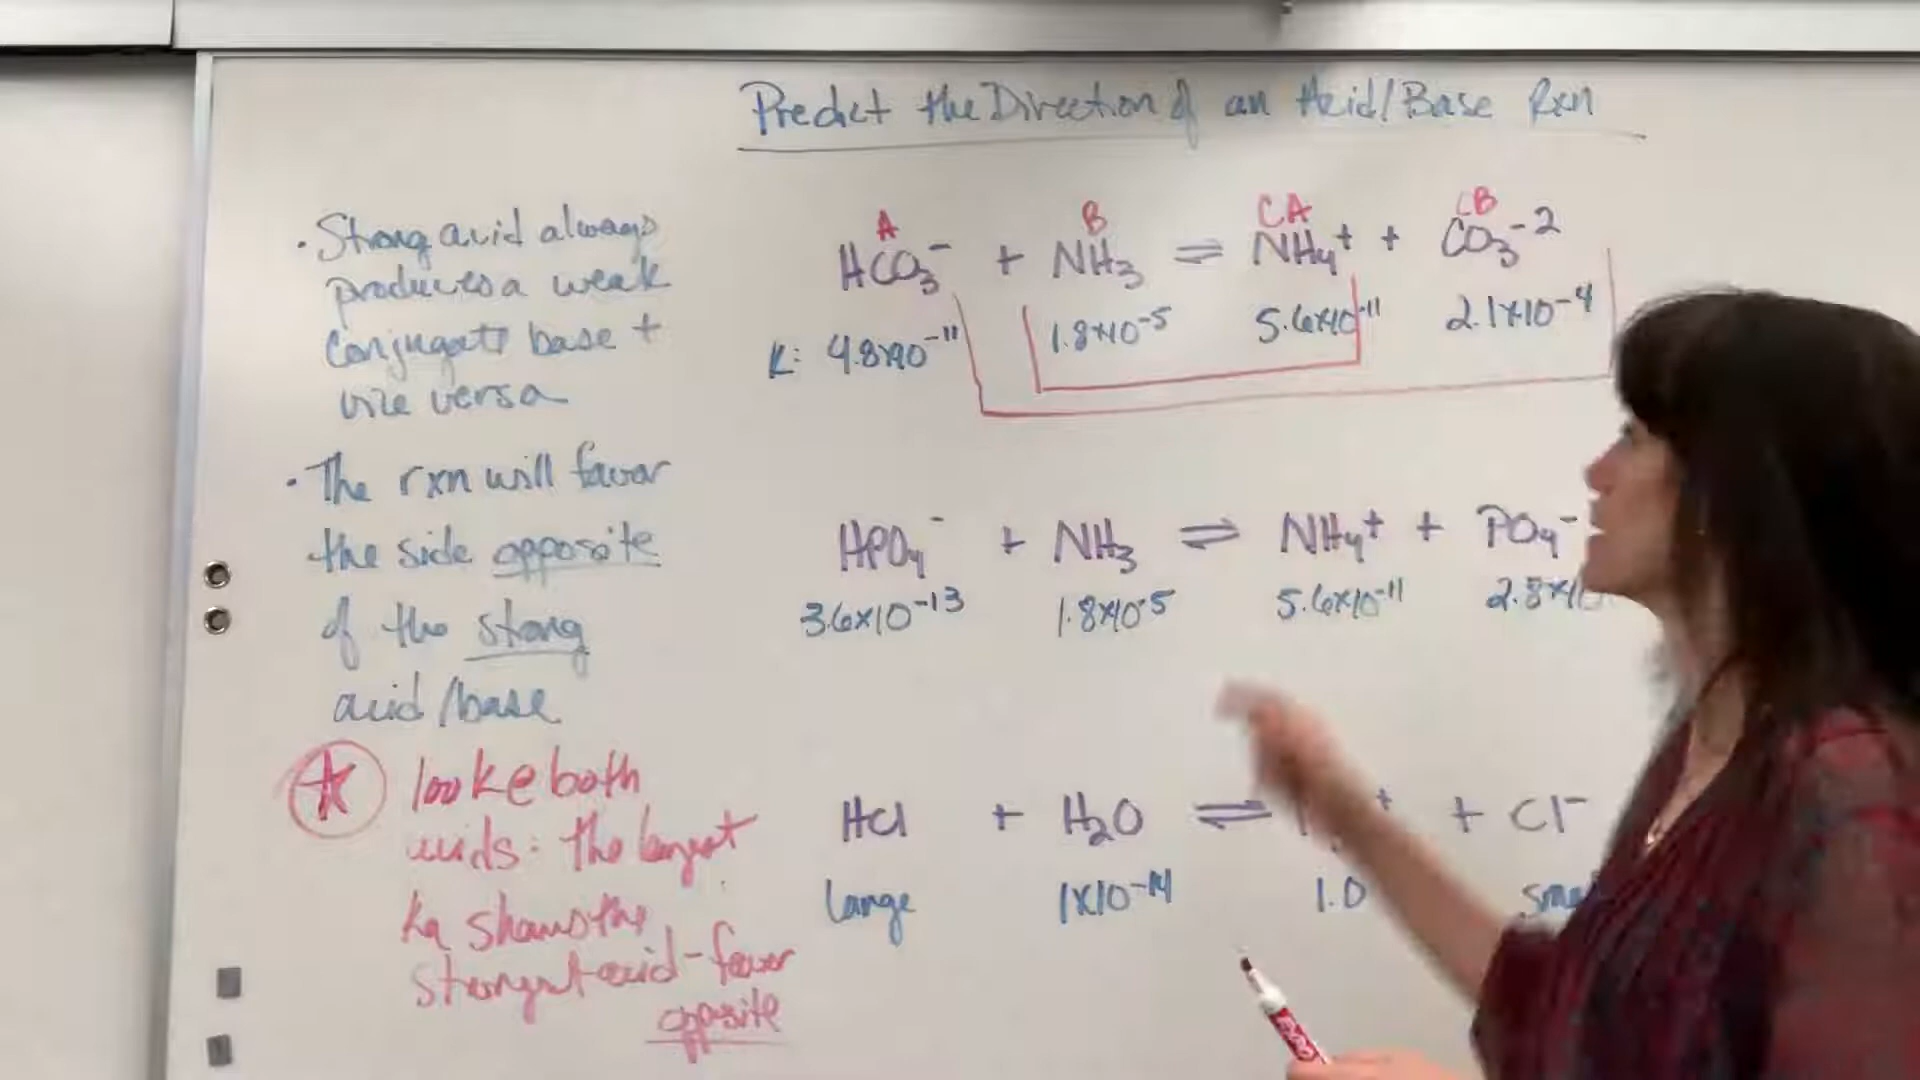 Predict the Direction of an Acid/Base Rxn
• Strong acid always
produces a weak
conjugate base +
vice versa
• The rxn will favor
the side opposite
of the strong
acid/base
look @ both
acids: the largest
ka shows the
strongest acid - favor
opposite
A B CA CB
HCO₃⁻ + NH₃ ⇌ NH₄⁺ + CO₃⁻²
K: 4.8x10⁻¹¹ 1.8x10⁻⁵ 5.6x10⁻¹¹ 2.1x10⁻⁴
HPO₄⁻ + NH₃ ⇌ NH₄⁺ + PO₄⁻
3.6x10⁻¹³ 1.8x10⁻⁵ 5.6x10⁻¹¹ 2.8x10
HCl + H₂O ⇌ + + Cl⁻
large 1x10⁻¹⁴ 1.0